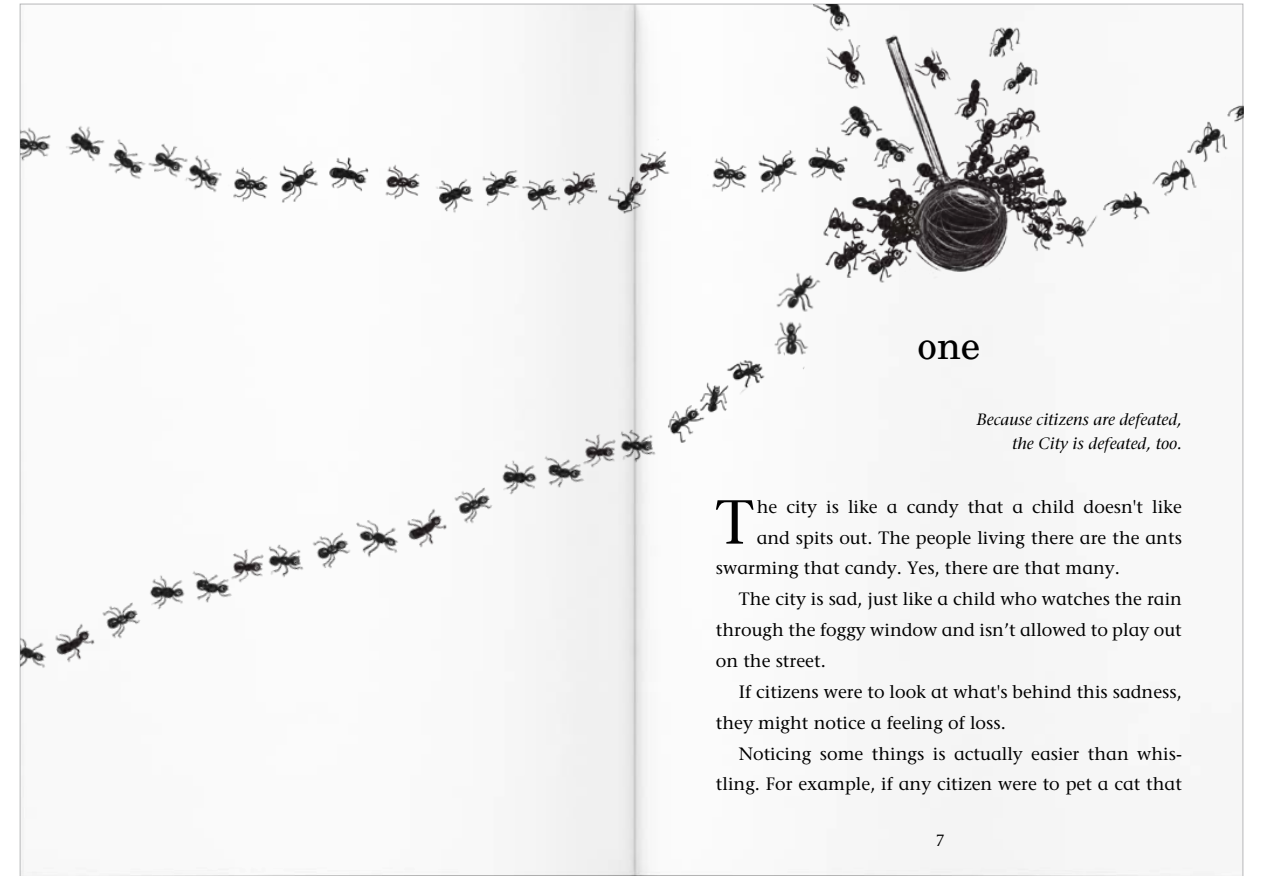 one
Because citizens are defeated,
the City is defeated, too.
The city is like a candy that a child doesn't like
and spits out. The people living there are the ants
swarming that candy. Yes, there are that many.
The city is sad, just like a child who watches the rain
through the foggy window and isn’t allowed to play out
on the street.
If citizens were to look at what's behind this sadness,
they might notice a feeling of loss.
Noticing some things is actually easier than whis-
tling. For example, if any citizen were to pet a cat that
7